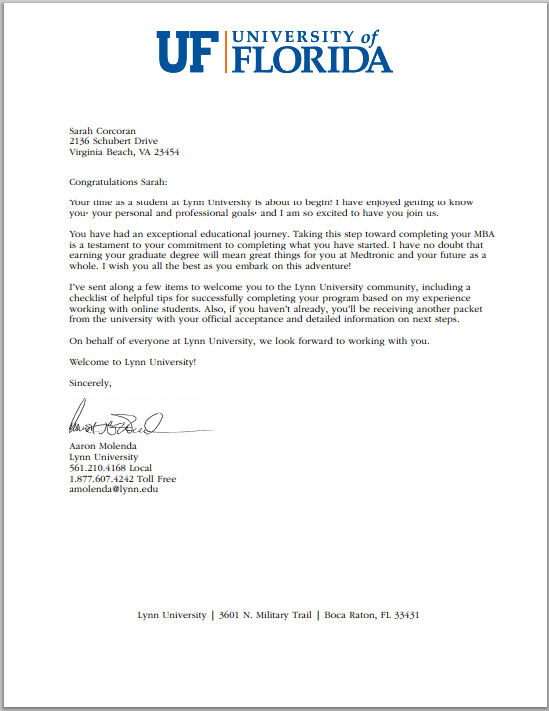 UF UNIVERSITY of
FLORIDA
Sarah Corcoran
2136 Schubert Drive
Virginia Beach, VA 23454
Congratulations Sarah:
Your time as a student at Lynn University is about to begin! I have enjoyed getting to know
you· your personal and professional goals· and I am so excited to have you join us.
You have had an exceptional educational journey. Taking this step toward completing your MBA
is a testament to your commitment to completing what you have started. I have no doubt that
earning your graduate degree will mean great things for you at Medtronic and your future as a
whole. I wish you all the best as you embark on this adventure!
I've sent along a few items to welcome you to the Lynn University community, including a
checklist of helpful tips for successfully completing your program based on my experience
working with online students. Also, if you haven't already, you'll be receiving another packet
from the university with your official acceptance and detailed information on next steps.
On behalf of everyone at Lynn University, we look forward to working with you.
Welcome to Lynn University!
Sincerely,
Aaron Molenda
Lynn University
561.210.4168 Local
1.877.607.4242 Toll Free
amolenda@lynn.edu
Lynn University | 3601 N. Military Trail | Boca Raton, FL 33431